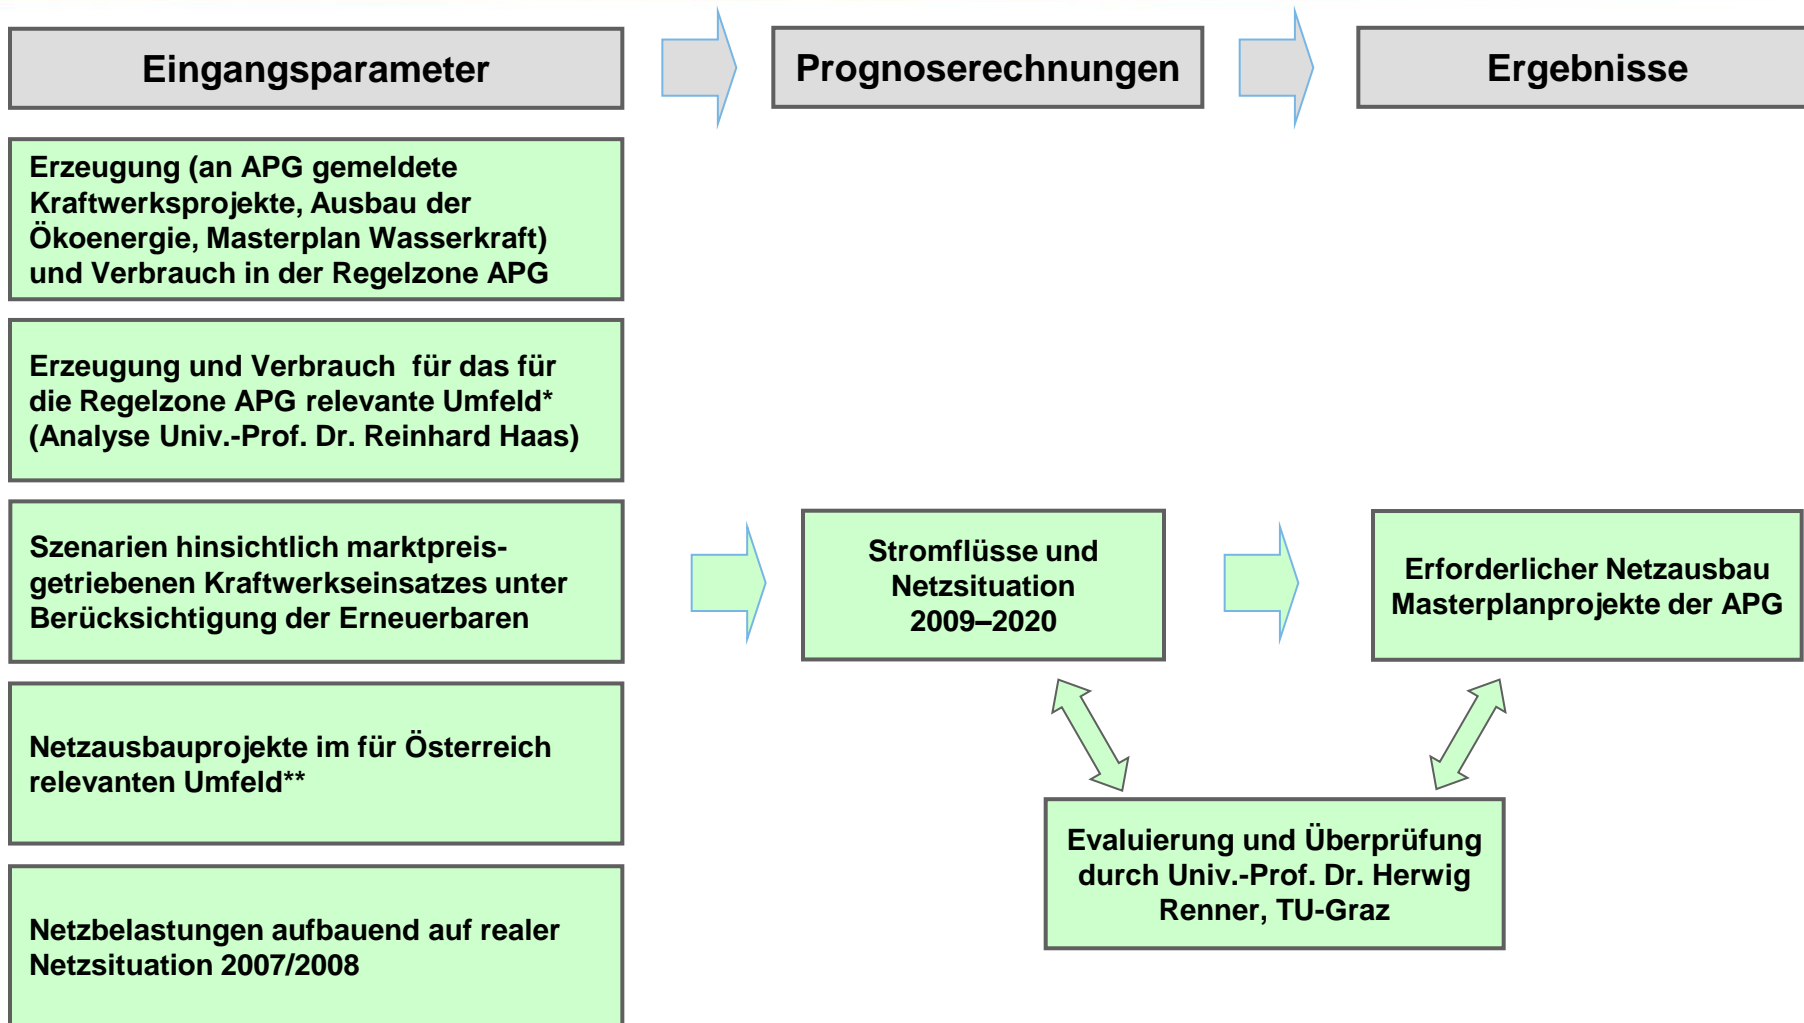 Eingangsparameter
Prognoserechnungen
Ergebnisse
Erzeugung (an APG gemeldete
Kraftwerksprojekte, Ausbau der
Ökoenergie, Masterplan Wasserkraft)
und Verbrauch in der Regelzone APG
Erzeugung und Verbrauch für das für
die Regelzone APG relevante Umfeld*
(Analyse Univ.-Prof. Dr. Reinhard Haas)
Szenarien hinsichtlich marktpreis-
getriebenen Kraftwerkseinsatzes unter
Berücksichtigung der Erneuerbaren
Stromflüsse und
Netzsituation
2009–2020
Erforderlicher Netzausbau
Masterplanprojekte der APG
Netzausbauprojekte im für Österreich
relevanten Umfeld**
Evaluierung und Überprüfung
durch Univ.-Prof. Dr. Herwig
Renner, TU-Graz
Netzbelastungen aufbauend auf realer
Netzsituation 2007/2008